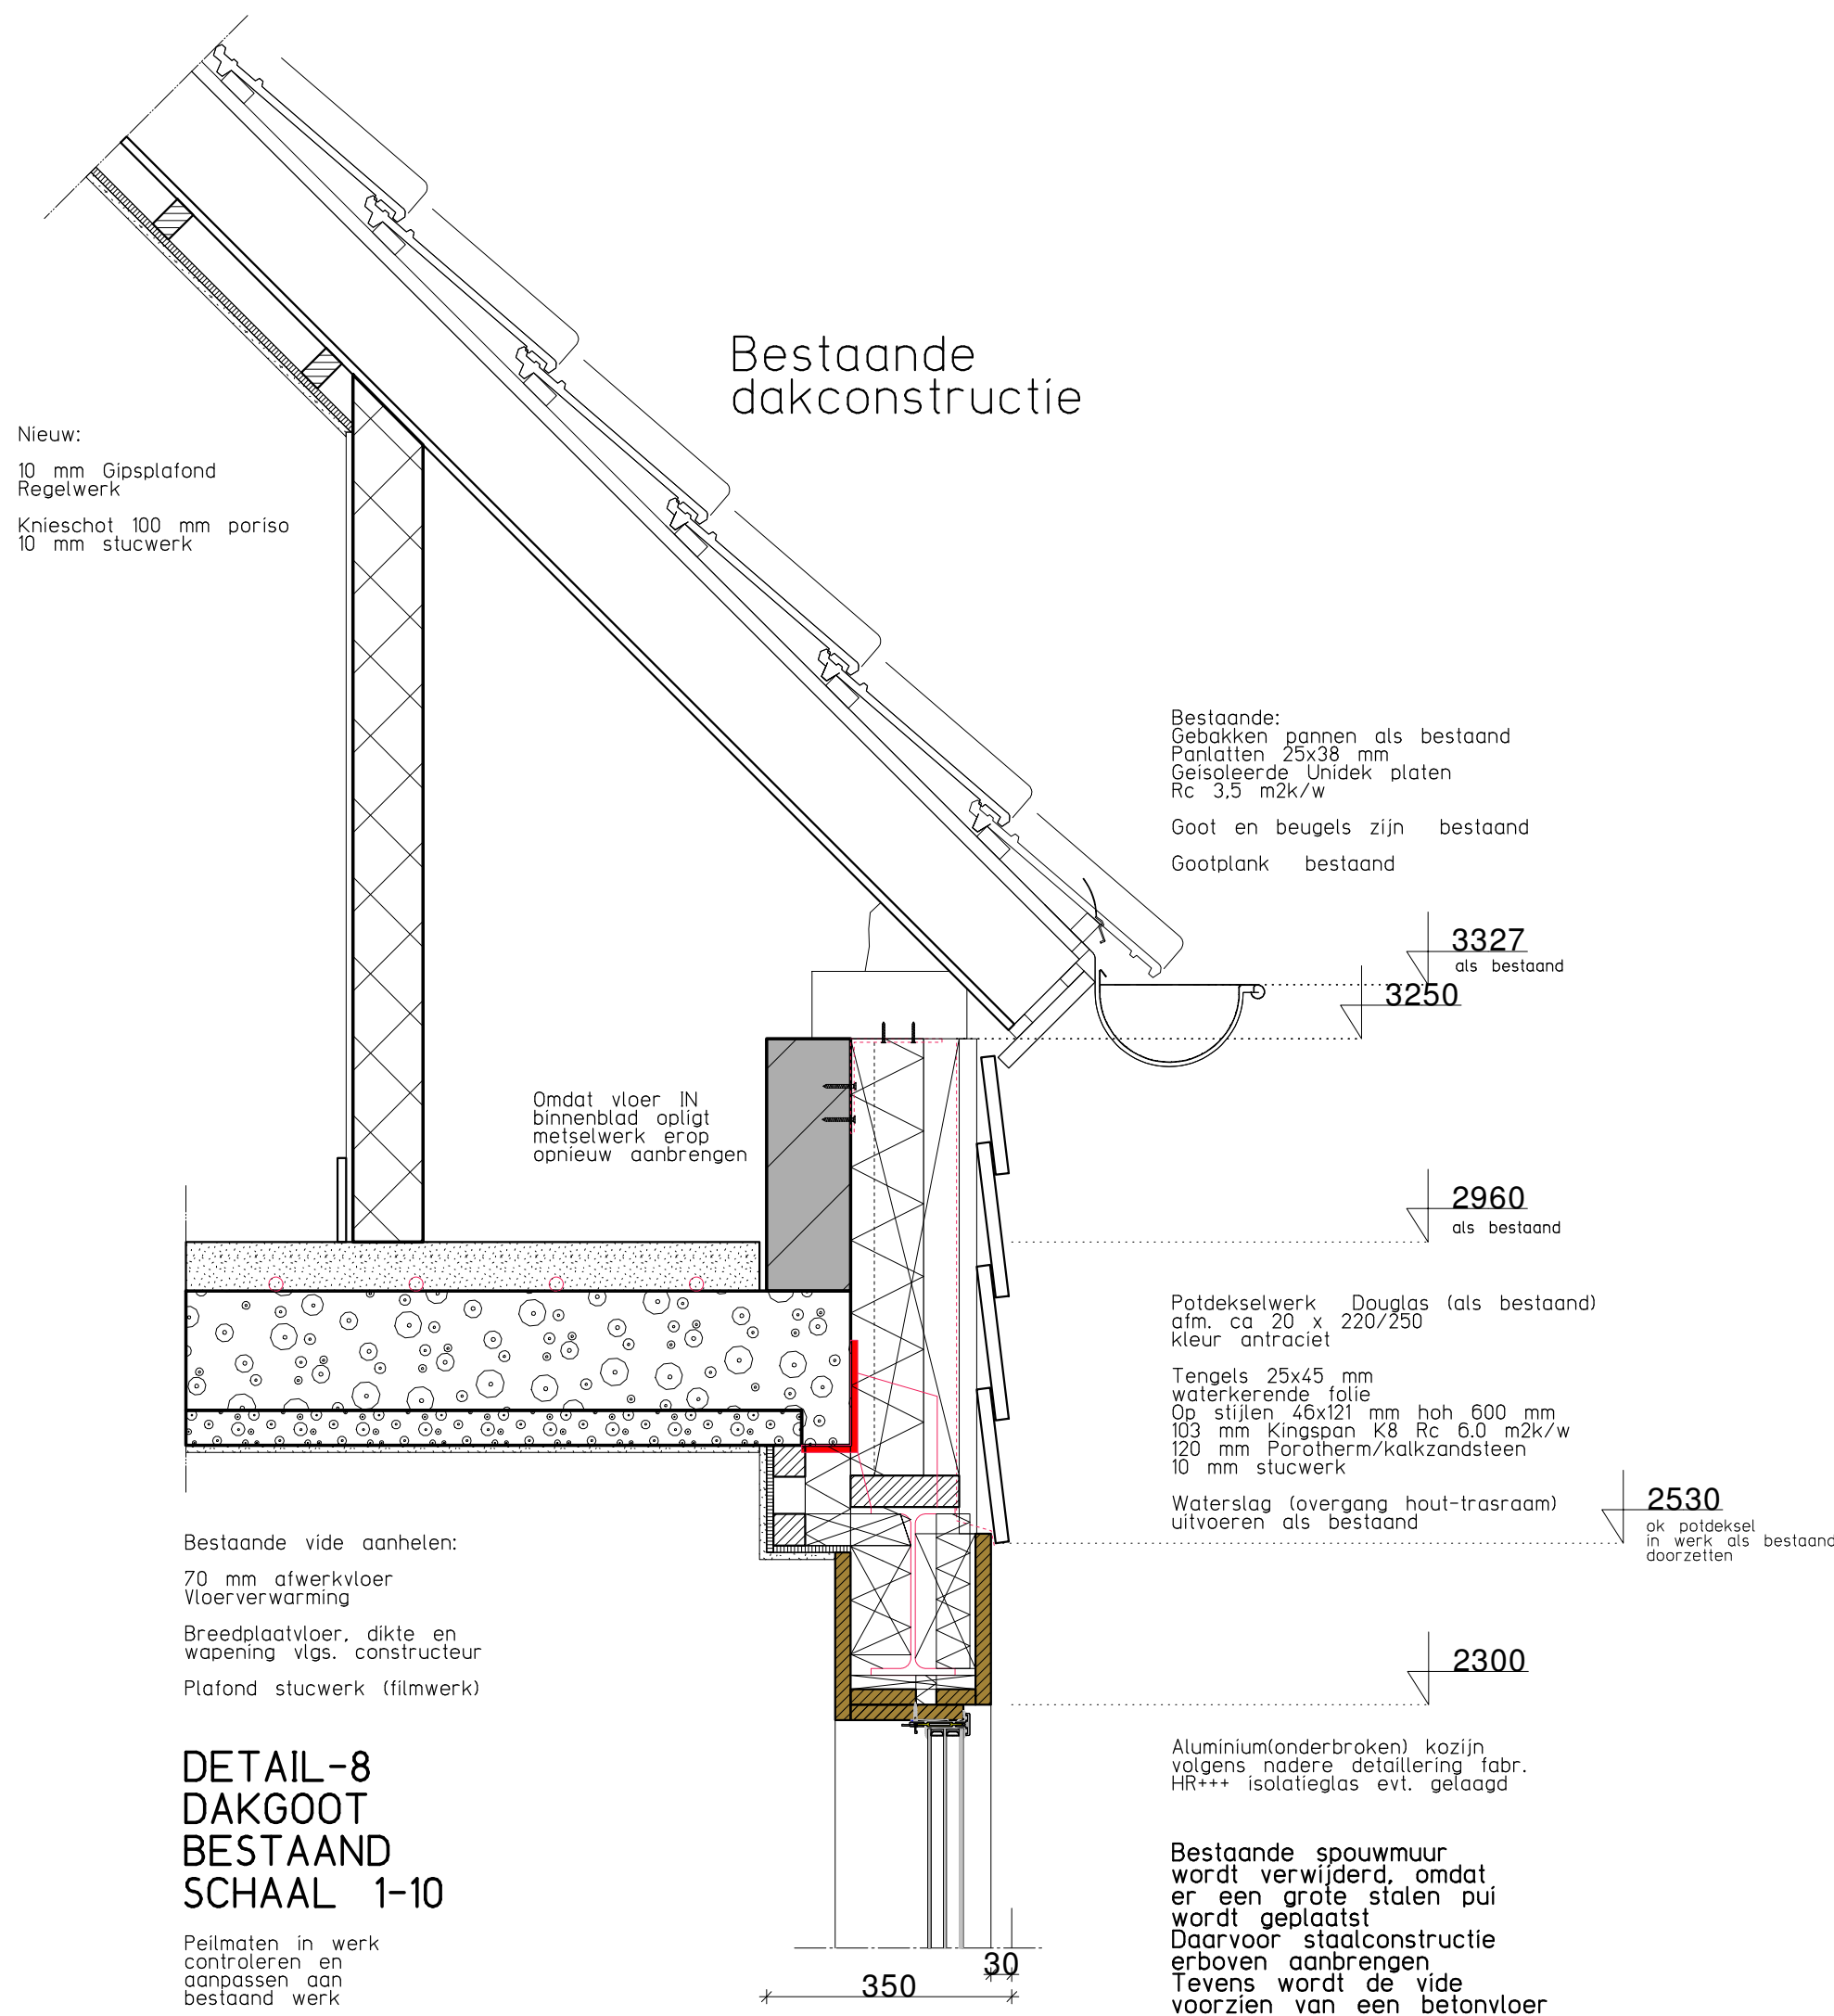 Bestaande
dakconstructie
Nieuw:
10 mm Gipsplafond
Regelwerk
Knieschot 100 mm poriso
10 mm stucwerk
Bestaande:
Gebakken pannen als bestaand
Panlatten 25x38 mm
Geisoleerde Unidek platen
Rc 3,5 m2k/w
Goot en beugels zijn bestaand
Gootplank bestaand
3327
als bestaand
3250
Omdat vloer IN
binnenblad opligt
metselwerk erop
opnieuw aanbrengen
2960
als bestaand
Potdekselwerk Douglas (als bestaand)
afm. ca 20 x 220/250
kleur antraciet
Tengels 25x45 mm
waterkerende folie
Op stijlen 46x121 mm hoh 600 mm
103 mm Kingspan K8 Rc 6.0 m2k/w
120 mm Porotherm/kalkzandsteen
10 mm stucwerk
Waterslag (overgang hout-trasraam)
uitvoeren als bestaand
2530
ok potdeksel
in werk als bestaand
doorzetten
Bestaande vide aanhelen:
70 mm afwerkvloer
Vloerverwarming
Breedplaatvloer, dikte en
wapening vlgs. constructeur
Plafond stucwerk (filmwerk)
2300
DETAIL-8
DAKGOOT
BESTAAND
SCHAAL 1-10
Peilmaten in werk
controleren en
aanpassen aan
bestaand werk
Aluminium(onderbroken) kozijn
volgens nadere detaillering fabr.
HR+++ isolatieglas evt. gelaagd
Bestaande spouwmuur
wordt verwijderd, omdat
er een grote stalen pui
wordt geplaatst
Daarvoor staalconstructie
erboven aanbrengen
Tevens wordt de vide
voorzien van een betonvloer
30
350